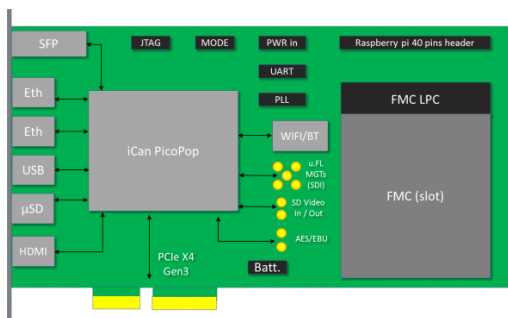 SFP
JTAG
MODE
PWR in
Raspberry pi 40 pins header
UART
Eth
PLL
FMC LPC
Eth
iCan PicoPop
WIFI/BT
USB
u.FL
MGTs
(SDI)
FMC (slot)
µSD
SD Video
In / Out
HDMI
AES/EBU
PCIe X4
Gen3
Batt.